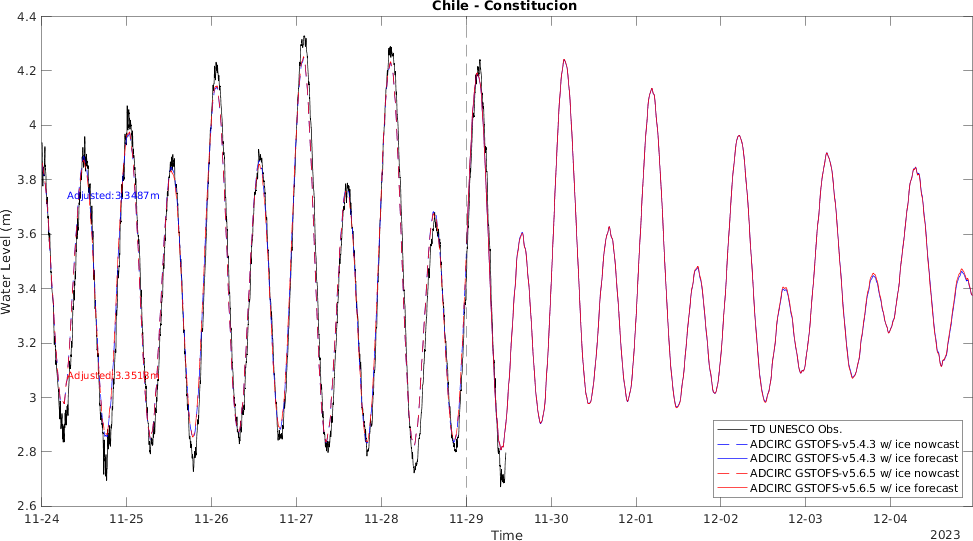 Chile - Constitucion
4.4
4.2
4
3.8
3.6
3.4
3.2
3
2.8
2.6
Water Level (m)
Adjusted:3.3487m
Adjusted:3.3518m
TD UNESCO Obs.
ADCIRC GSTOFS-v5.4.3 w/ ice nowcast
ADCIRC GSTOFS-v5.4.3 w/ ice forecast
ADCIRC GSTOFS-v5.6.5 w/ ice nowcast
ADCIRC GSTOFS-v5.6.5 w/ ice forecast
11-24 11-25 11-26 11-27 11-28 11-29 11-30 12-01 12-02 12-03 12-04
Time
2023